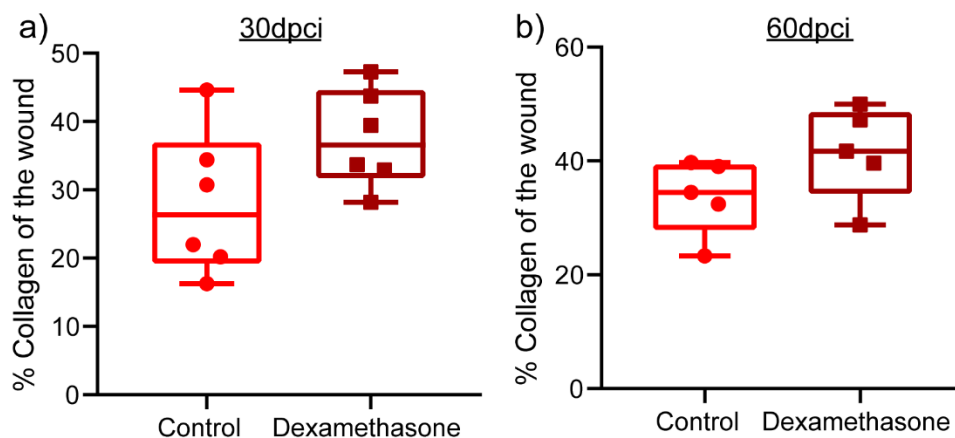 a)
30dpci
% Collagen of the wound
50
40
30
20
10
0
Control
Dexamethasone
b)
60dpci
% Collagen of the wound
60
40
20
0
Control
Dexamethasone